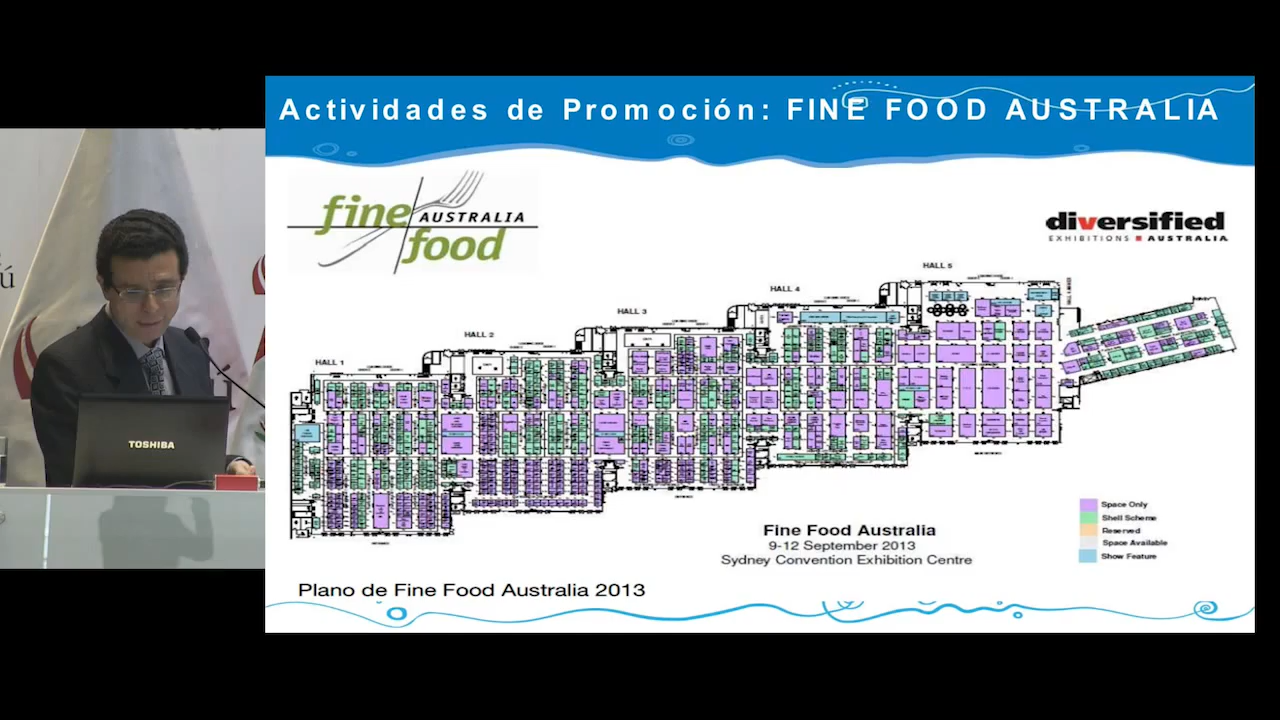 Actividades de Promoción: FINE FOOD AUSTRALIA
fine
AUSTRALIA
food
diversified
EXHIBITIONS AUSTRALIA
HALL 5
HALL 4
HALL 3
HALL 2
HALL 1
ú
TOSHIBA
Space Only
Shell Scheme
Reserved
Space Available
Show Feature
Fine Food Australia
9-12 September 2013
Sydney Convention Exhibition Centre
Plano de Fine Food Australia 2013